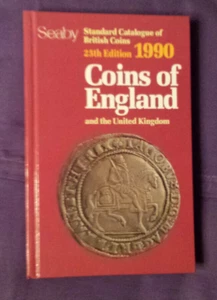 Seaby
Standard Catalogue of
British Coins
25th Edition 1990
Coins of
England
and the United Kingdom